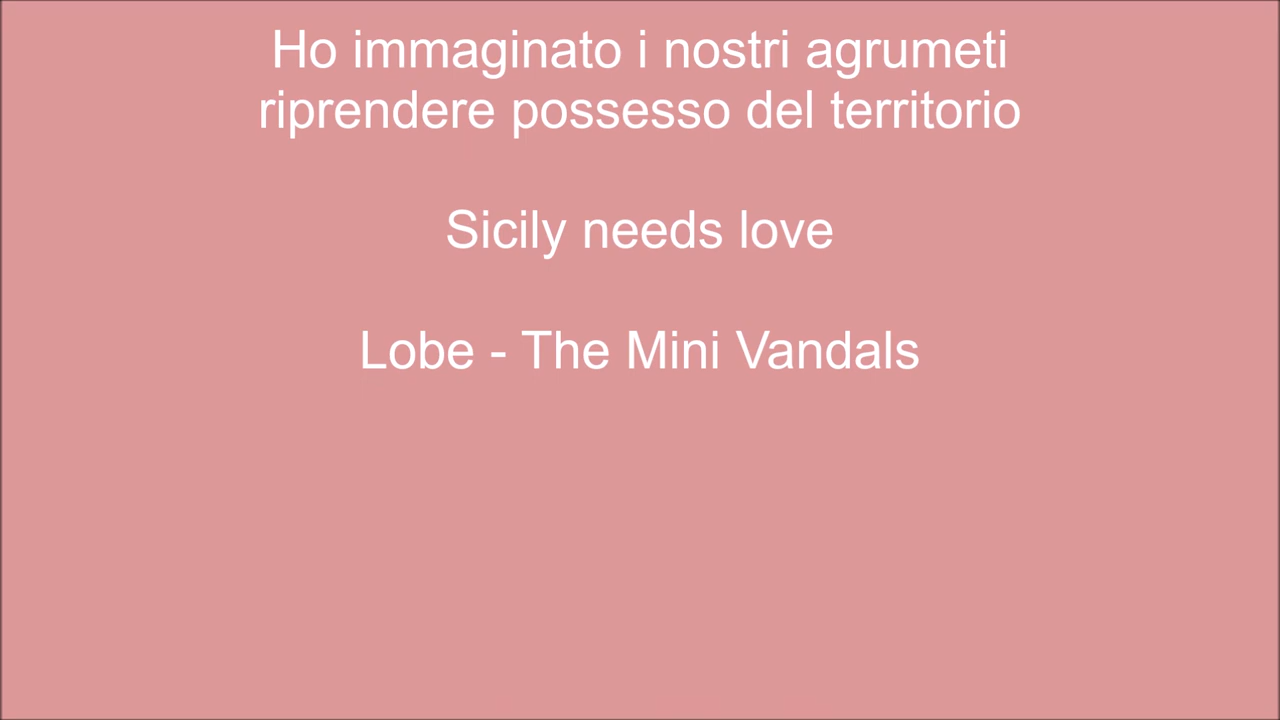 Ho immaginato i nostri agrumeti
riprendere possesso del territorio
Sicily needs love
Lobe - The Mini Vandals